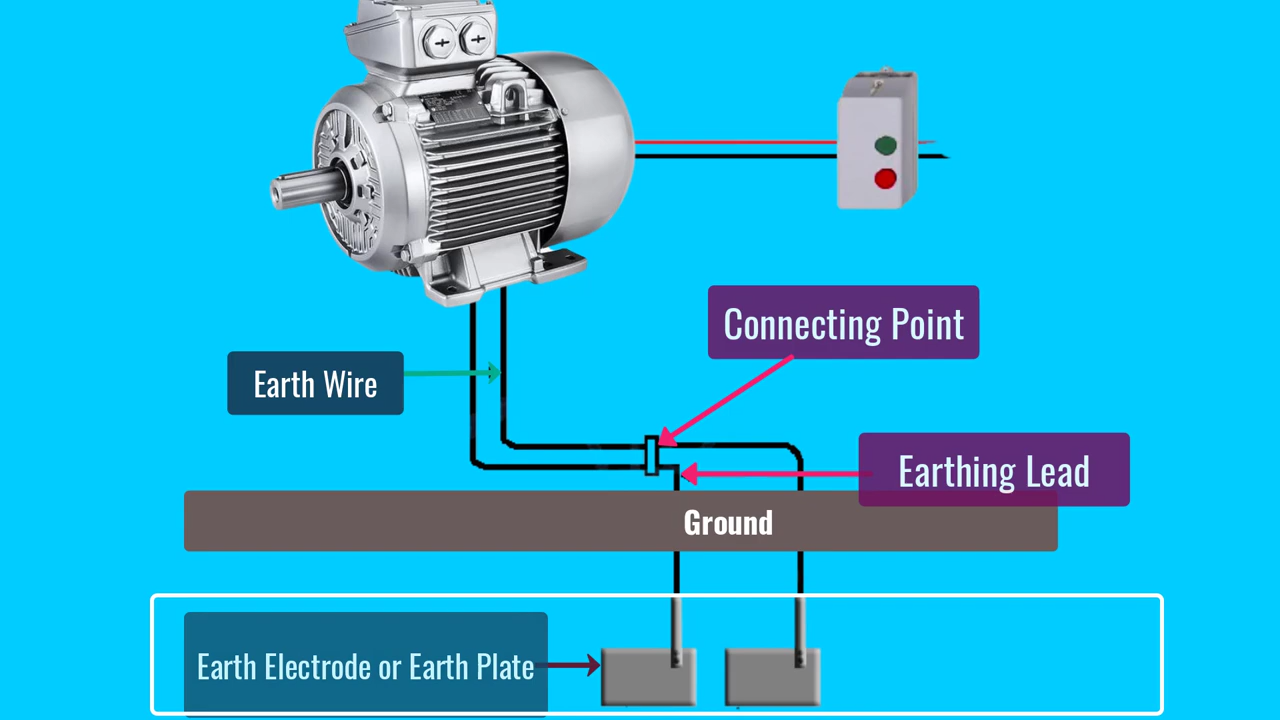 Connecting Point
Earth Wire
Earthing Lead
Ground
Earth Electrode or Earth Plate